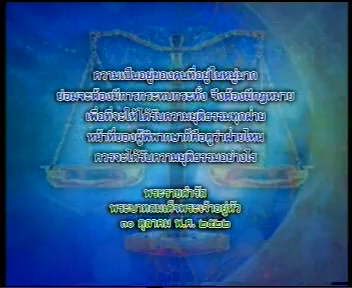 ความเป็นอยู่ของคนที่อยู่ในหมู่มาก
ย่อมจะต้องมีการกระทบกระทั่ง จึงต้องมีกฎหมาย
เพื่อที่จะให้ได้รับความยุติธรรมทุกฝ่าย
หน้าที่ของผู้พิพากษาก็คือดูว่าฝ่ายไหน
ควรจะได้รับความยุติธรรมอย่างไร
พระราชดำรัส
พระบาทสมเด็จพระเจ้าอยู่หัว
๓๐ ตุลาคม พ.ศ. ๒๕๒๒